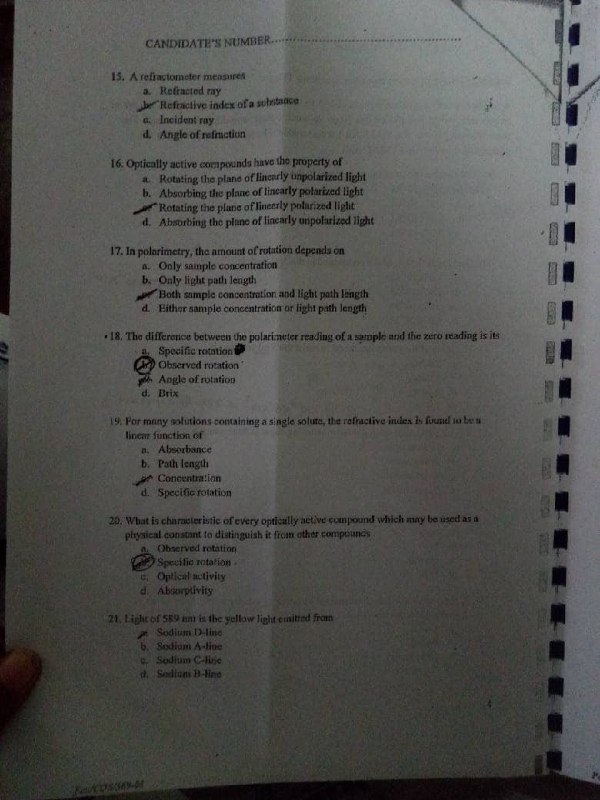 CANDIDATE'S NUMBER..............................................
15. A refractometer measures
a. Refracted ray
b. Refractive index of a substance
c. Incident ray
d. Angle of refraction
16. Optically active compounds have the property of
a. Rotating the plane of linearly unpolarized light
b. Absorbing the plane of linearly polarized light
c. Rotating the plane of linearly polarized light
d. Absorbing the plane of linearly unpolarized light
17. In polarimetry, the amount of rotation depends on
a. Only sample concentration
b. Only light path length
c. Both sample concentration and light path length
d. Either sample concentration or light path length
18. The difference between the polarimeter reading of a sample and the zero reading is its
a. Specific rotation
b. Observed rotation
c. Angle of rotation
d. Brix
19. For many solutions containing a single solute, the refractive index is found to be a
linear function of
a. Absorbance
b. Path length
c. Concentration
d. Specific rotation
20. What is characteristic of every optically active compound which may be used as a
physical constant to distinguish it from other compounds
a. Observed rotation
b. Specific rotation
c. Optical activity
d. Absorptivity
21. Light of 589 nm is the yellow light emitted from
a. Sodium D-line
b. Sodium A-line
c. Sodium C-line
d. Sodium B-line